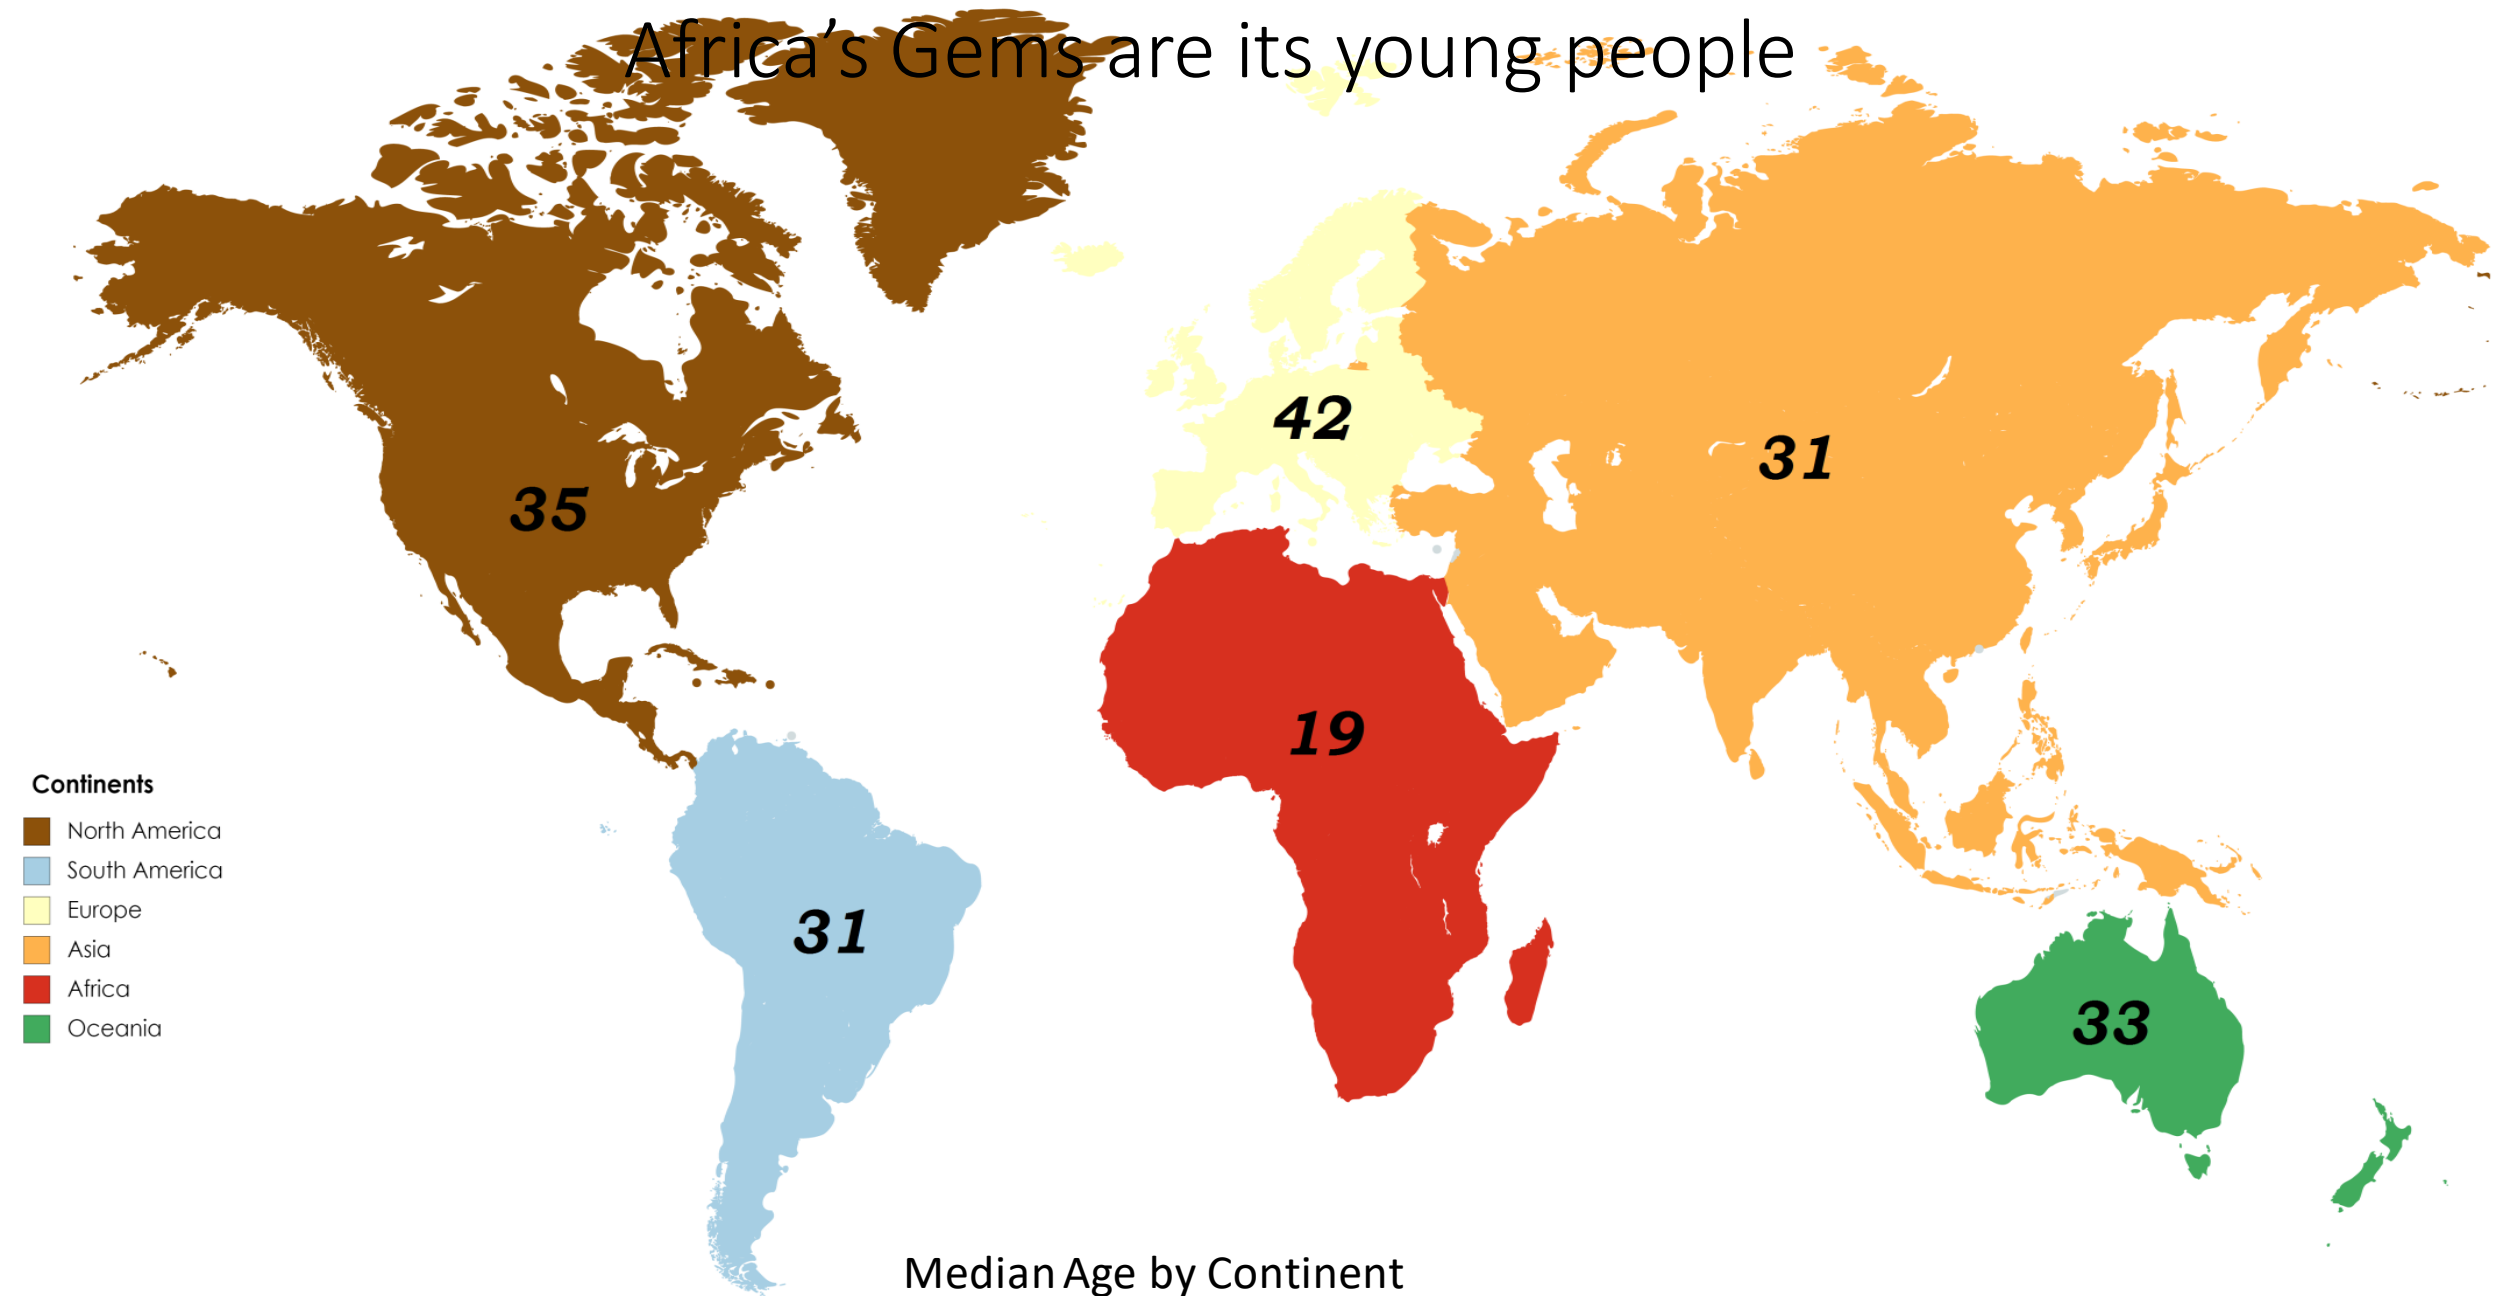 Africa’s Gems are its young people
42
31
35
19
31
33
Continents
North America
South America
Europe
Asia
Africa
Oceania
Median Age by Continent